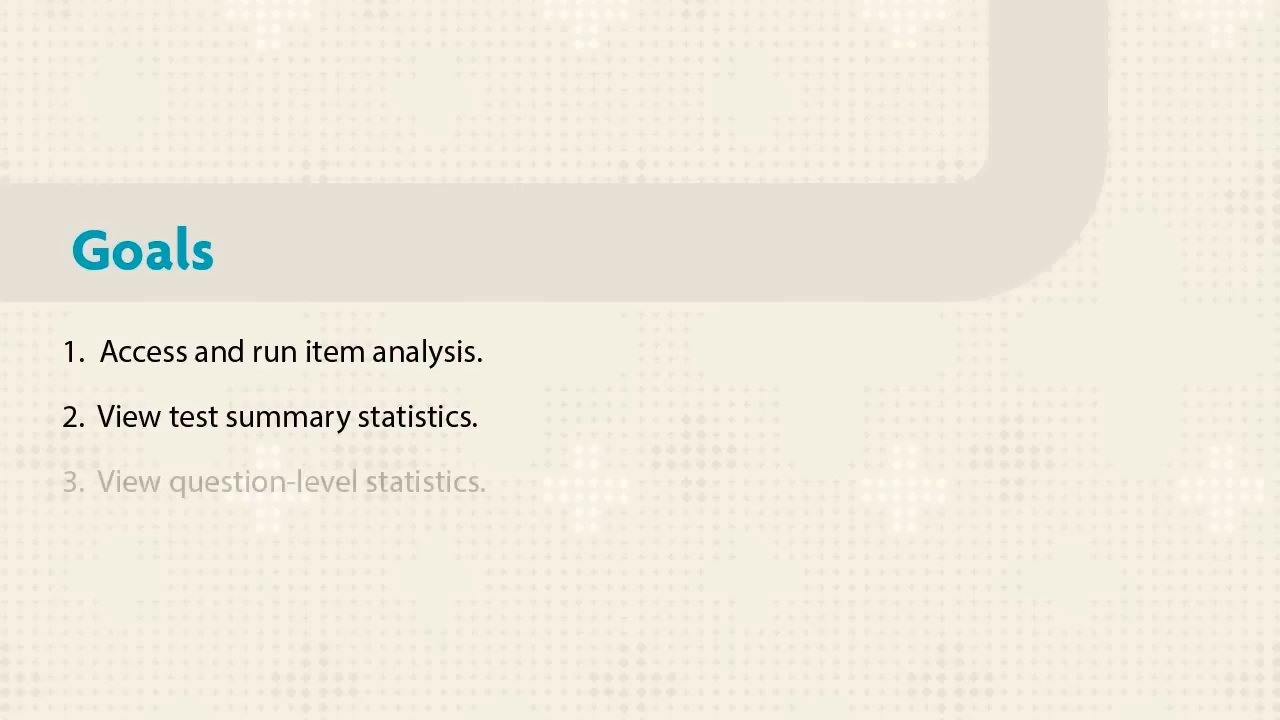 Goals
1. Access and run item analysis.
2. View test summary statistics.
3. View question-level statistics.